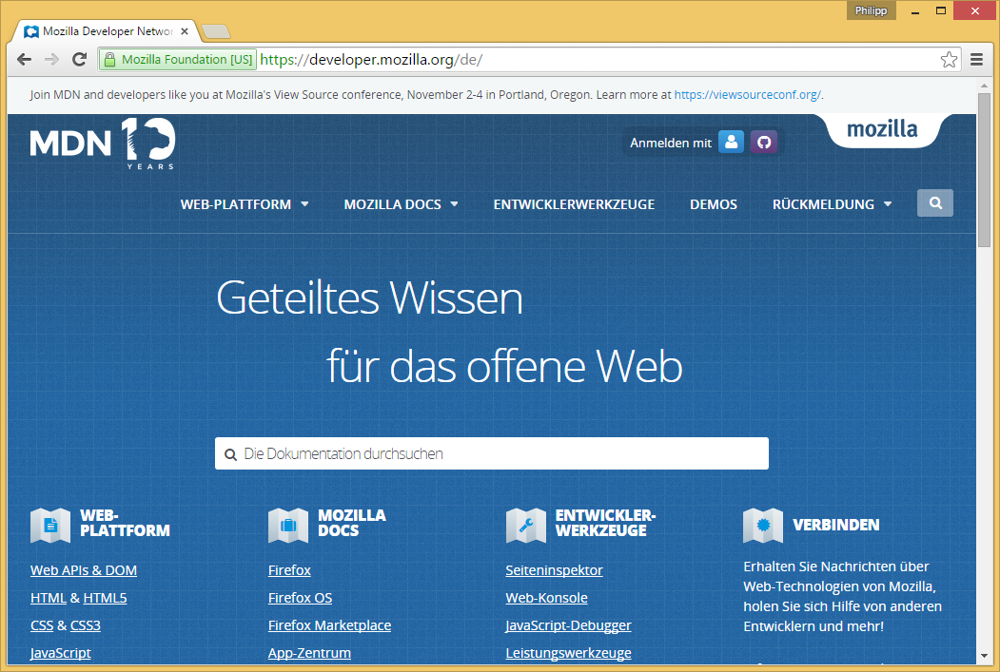 Philipp
Mozilla Developer Networ
Mozilla Foundation [US] https://developer.mozilla.org/de/
Join MDN and developers like you at Mozilla's View Source conference, November 2-4 in Portland, Oregon. Learn more at https://viewsourceconf.org/.
MDN 10 YEARS
Anmelden mit
mozilla
WEB-PLATTFORM MOZILLA DOCS ENTWICKLERWERKZEUGE DEMOS RÜCKMELDUNG
Geteiltes Wissen
für das offene Web
Die Dokumentation durchsuchen
WEB-
PLATTFORM
Web APIs & DOM
HTML & HTML5
CSS & CSS3
JavaScript
MOZILLA
DOCS
Firefox
Firefox OS
Firefox Marketplace
App-Zentrum
ENTWICKLER-
WERKZEUGE
Seiteninspektor
Web-Konsole
JavaScript-Debugger
Leistungswerkzeuge
VERBINDEN
Erhalten Sie Nachrichten über
Web-Technologien von Mozilla,
holen Sie sich Hilfe von anderen
Entwicklern und mehr!